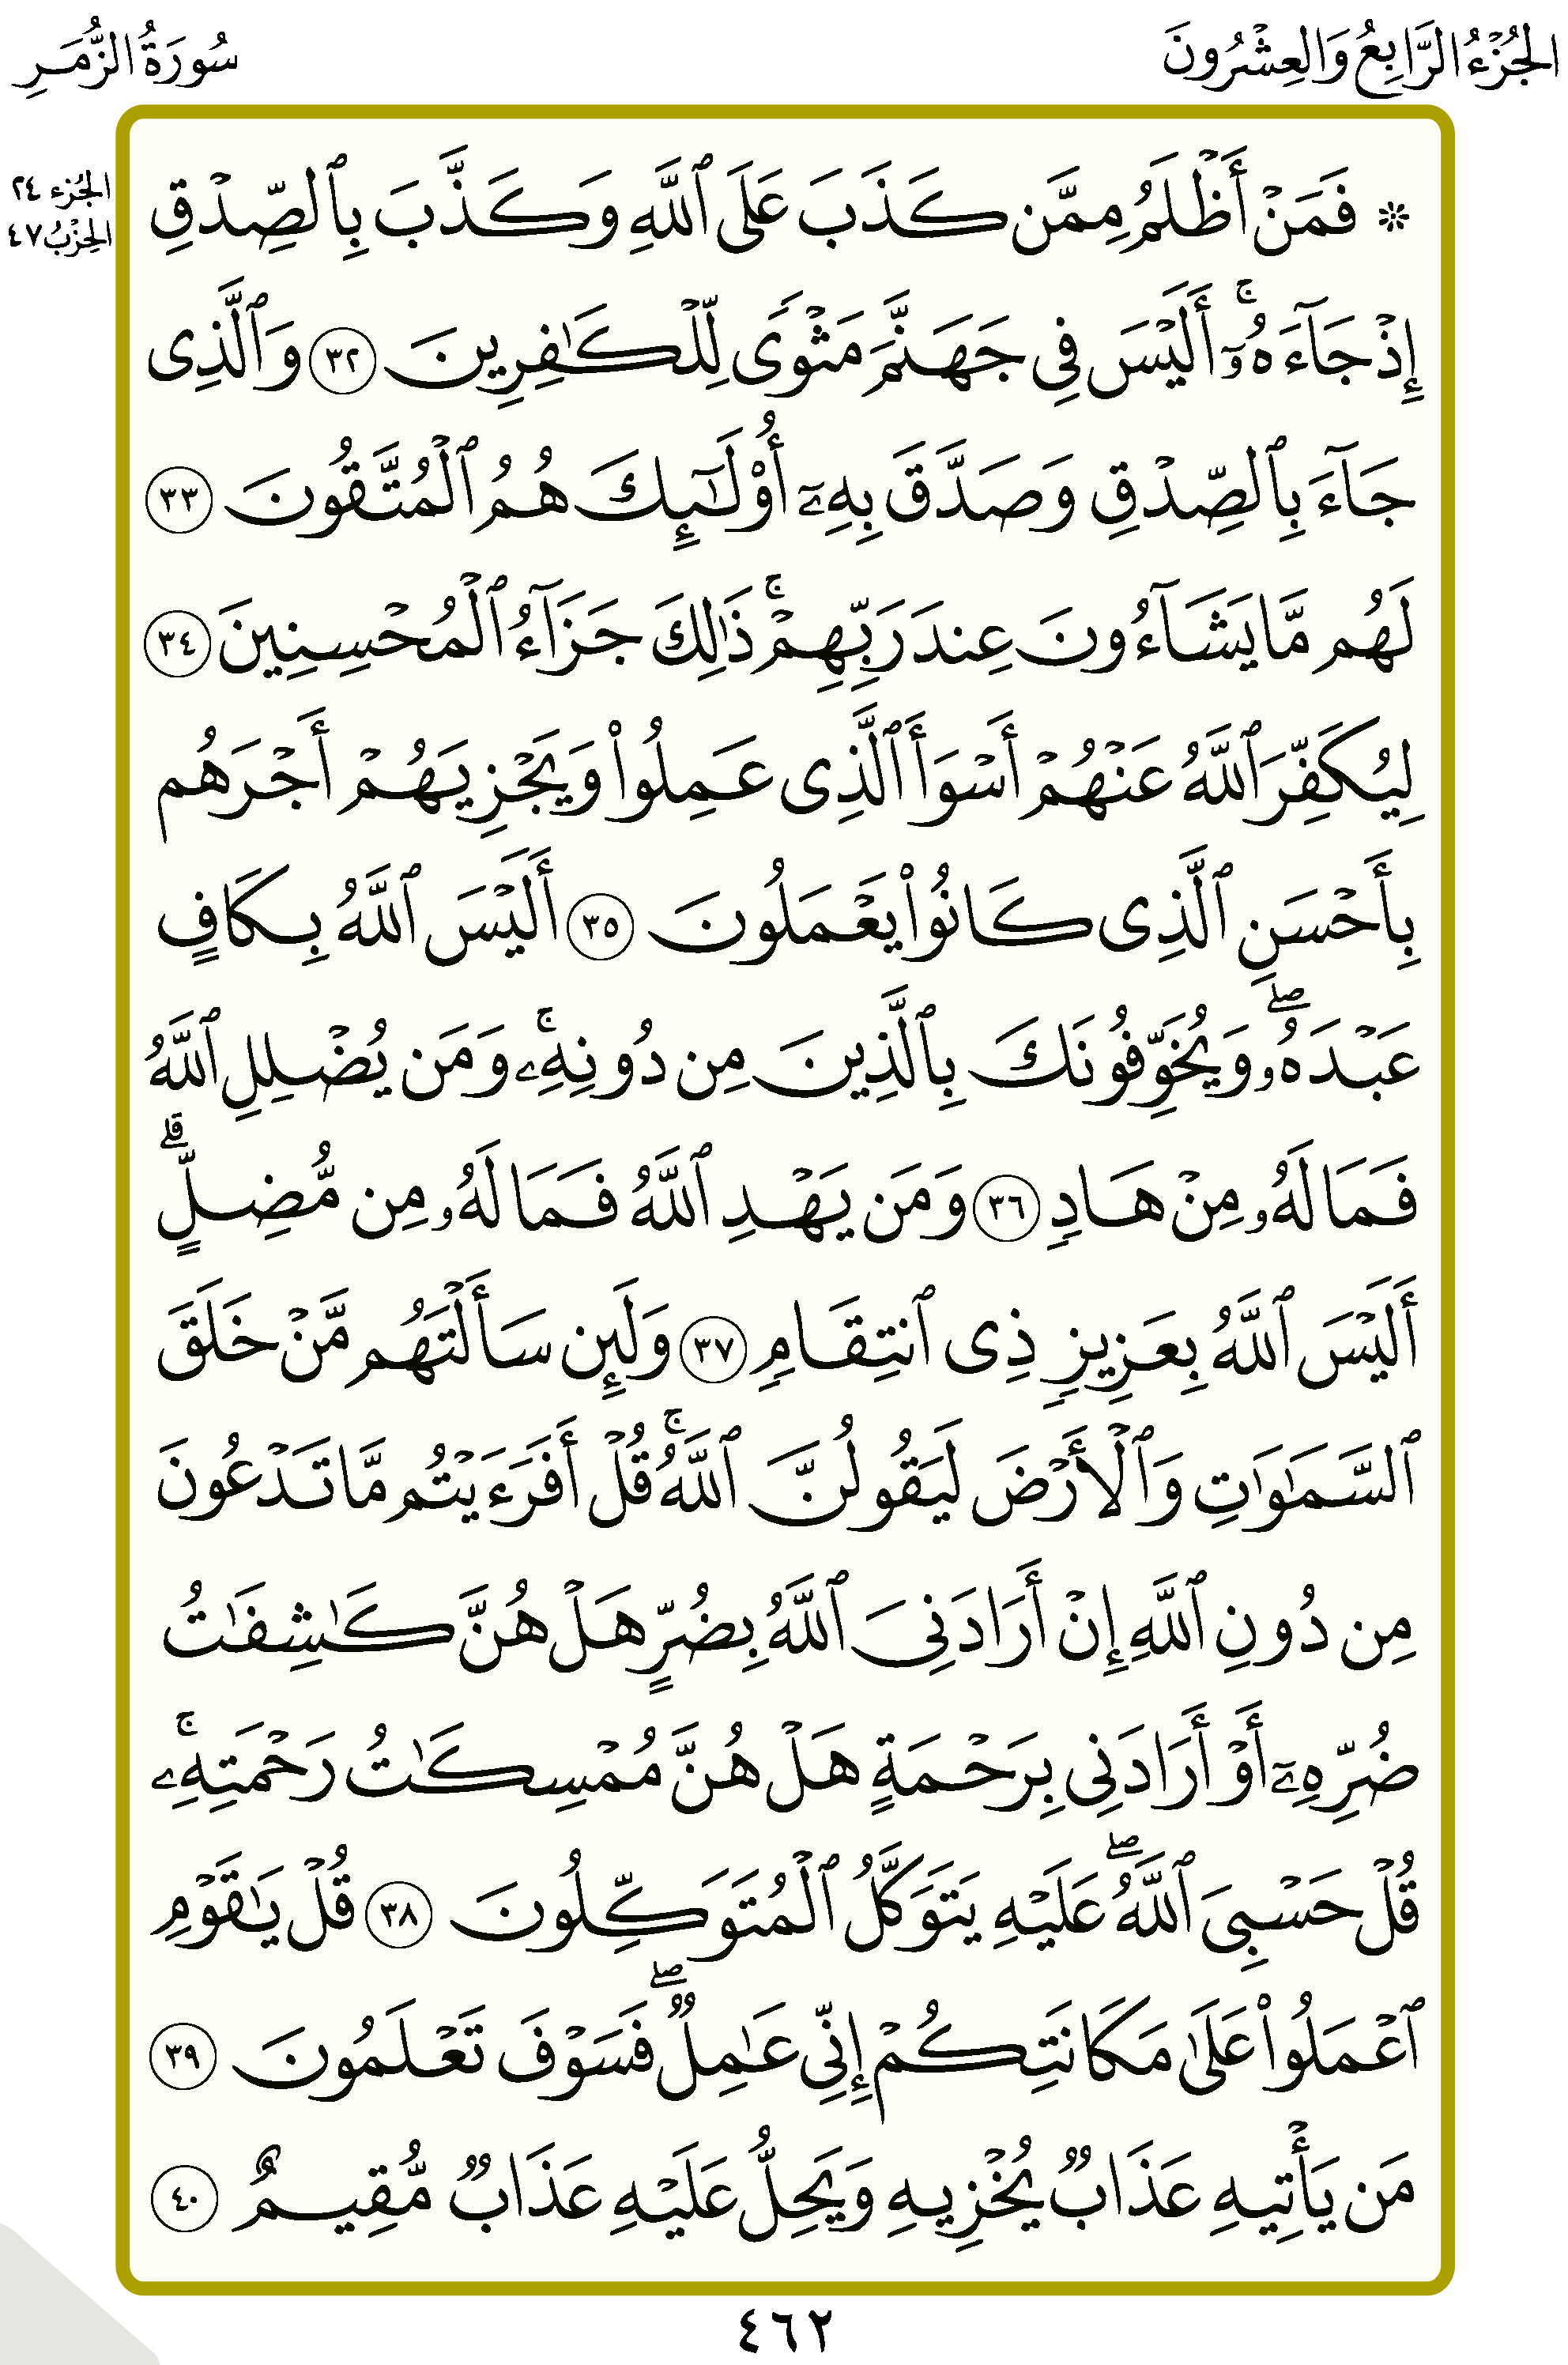 الجُزْءُ الرَّابِعُ وَالعِشْرُونَ
سُورَةُ الزُّمَرِ
الجُزء ٢٤
الحِزْبُ ٤٧
۞ فَمَنۡ أَظۡلَمُ مِمَّن كَذَبَ عَلَى ٱللَّهِ وَكَذَّبَ بِٱلصِّدۡقِ
إِذۡ جَآءَهُۥٓۚ أَلَيۡسَ فِي جَهَنَّمَ مَثۡوٗى لِّلۡكَٰفِرِينَ ٣٢ وَٱلَّذِي
جَآءَ بِٱلصِّدۡقِ وَصَدَّقَ بِهِۦٓ أُوْلَٰٓئِكَ هُمُ ٱلۡمُتَّقُونَ ٣٣
لَهُم مَّا يَشَآءُونَ عِندَ رَبِّهِمۡۚ ذَٰلِكَ جَزَآءُ ٱلۡمُحۡسِنِينَ ٣٤
لِيُكَفِّرَ ٱللَّهُ عَنۡهُمۡ أَسۡوَأَ ٱلَّذِي عَمِلُواْ وَيَجۡزِيَهُمۡ أَجۡرَهُم
بِأَحۡسَنِ ٱلَّذِي كَانُواْ يَعۡمَلُونَ ٣٥ أَلَيۡسَ ٱللَّهُ بِكَافٍ
عَبۡدَهُۥۖ وَيُخَوِّفُونَكَ بِٱلَّذِينَ مِن دُونِهِۦۚ وَمَن يُضۡلِلِ ٱللَّهُ
فَمَا لَهُۥ مِنۡ هَادٖ ٣٦ وَمَن يَهۡدِ ٱللَّهُ فَمَا لَهُۥ مِن مُّضِلٍّۗ
أَلَيۡسَ ٱللَّهُ بِعَزِيزٖ ذِي ٱنتِقَامٖ ٣٧ وَلَئِن سَأَلۡتَهُم مَّنۡ خَلَقَ
ٱلسَّمَٰوَٰتِ وَٱلۡأَرۡضَ لَيَقُولُنَّ ٱللَّهُۚ قُلۡ أَفَرَءَيۡتُم مَّا تَدۡعُونَ
مِن دُونِ ٱللَّهِ إِنۡ أَرَادَنِيَ ٱللَّهُ بِضُرٍّ هَلۡ هُنَّ كَٰشِفَٰتُ
ضُرِّهِۦٓ أَوۡ أَرَادَنِي بِرَحۡمَةٍ هَلۡ هُنَّ مُمۡسِكَٰتُ رَحۡمَتِهِۦۚ
قُلۡ حَسۡبِيَ ٱللَّهُۖ عَلَيۡهِ يَتَوَكَّلُ ٱلۡمُتَوَكِّلُونَ ٣٨ قُلۡ يَٰقَوۡمِ
ٱعۡمَلُواْ عَلَىٰ مَكَانَتِكُمۡ إِنِّي عَٰمِلٞۖ فَسَوۡفَ تَعۡلَمُونَ ٣٩
مَن يَأۡتِيهِ عَذَابٞ يُخۡزِيهِ وَيَحِلُّ عَلَيۡهِ عَذَابٞ مُّقِيمٌ ٤٠
٤٦٢